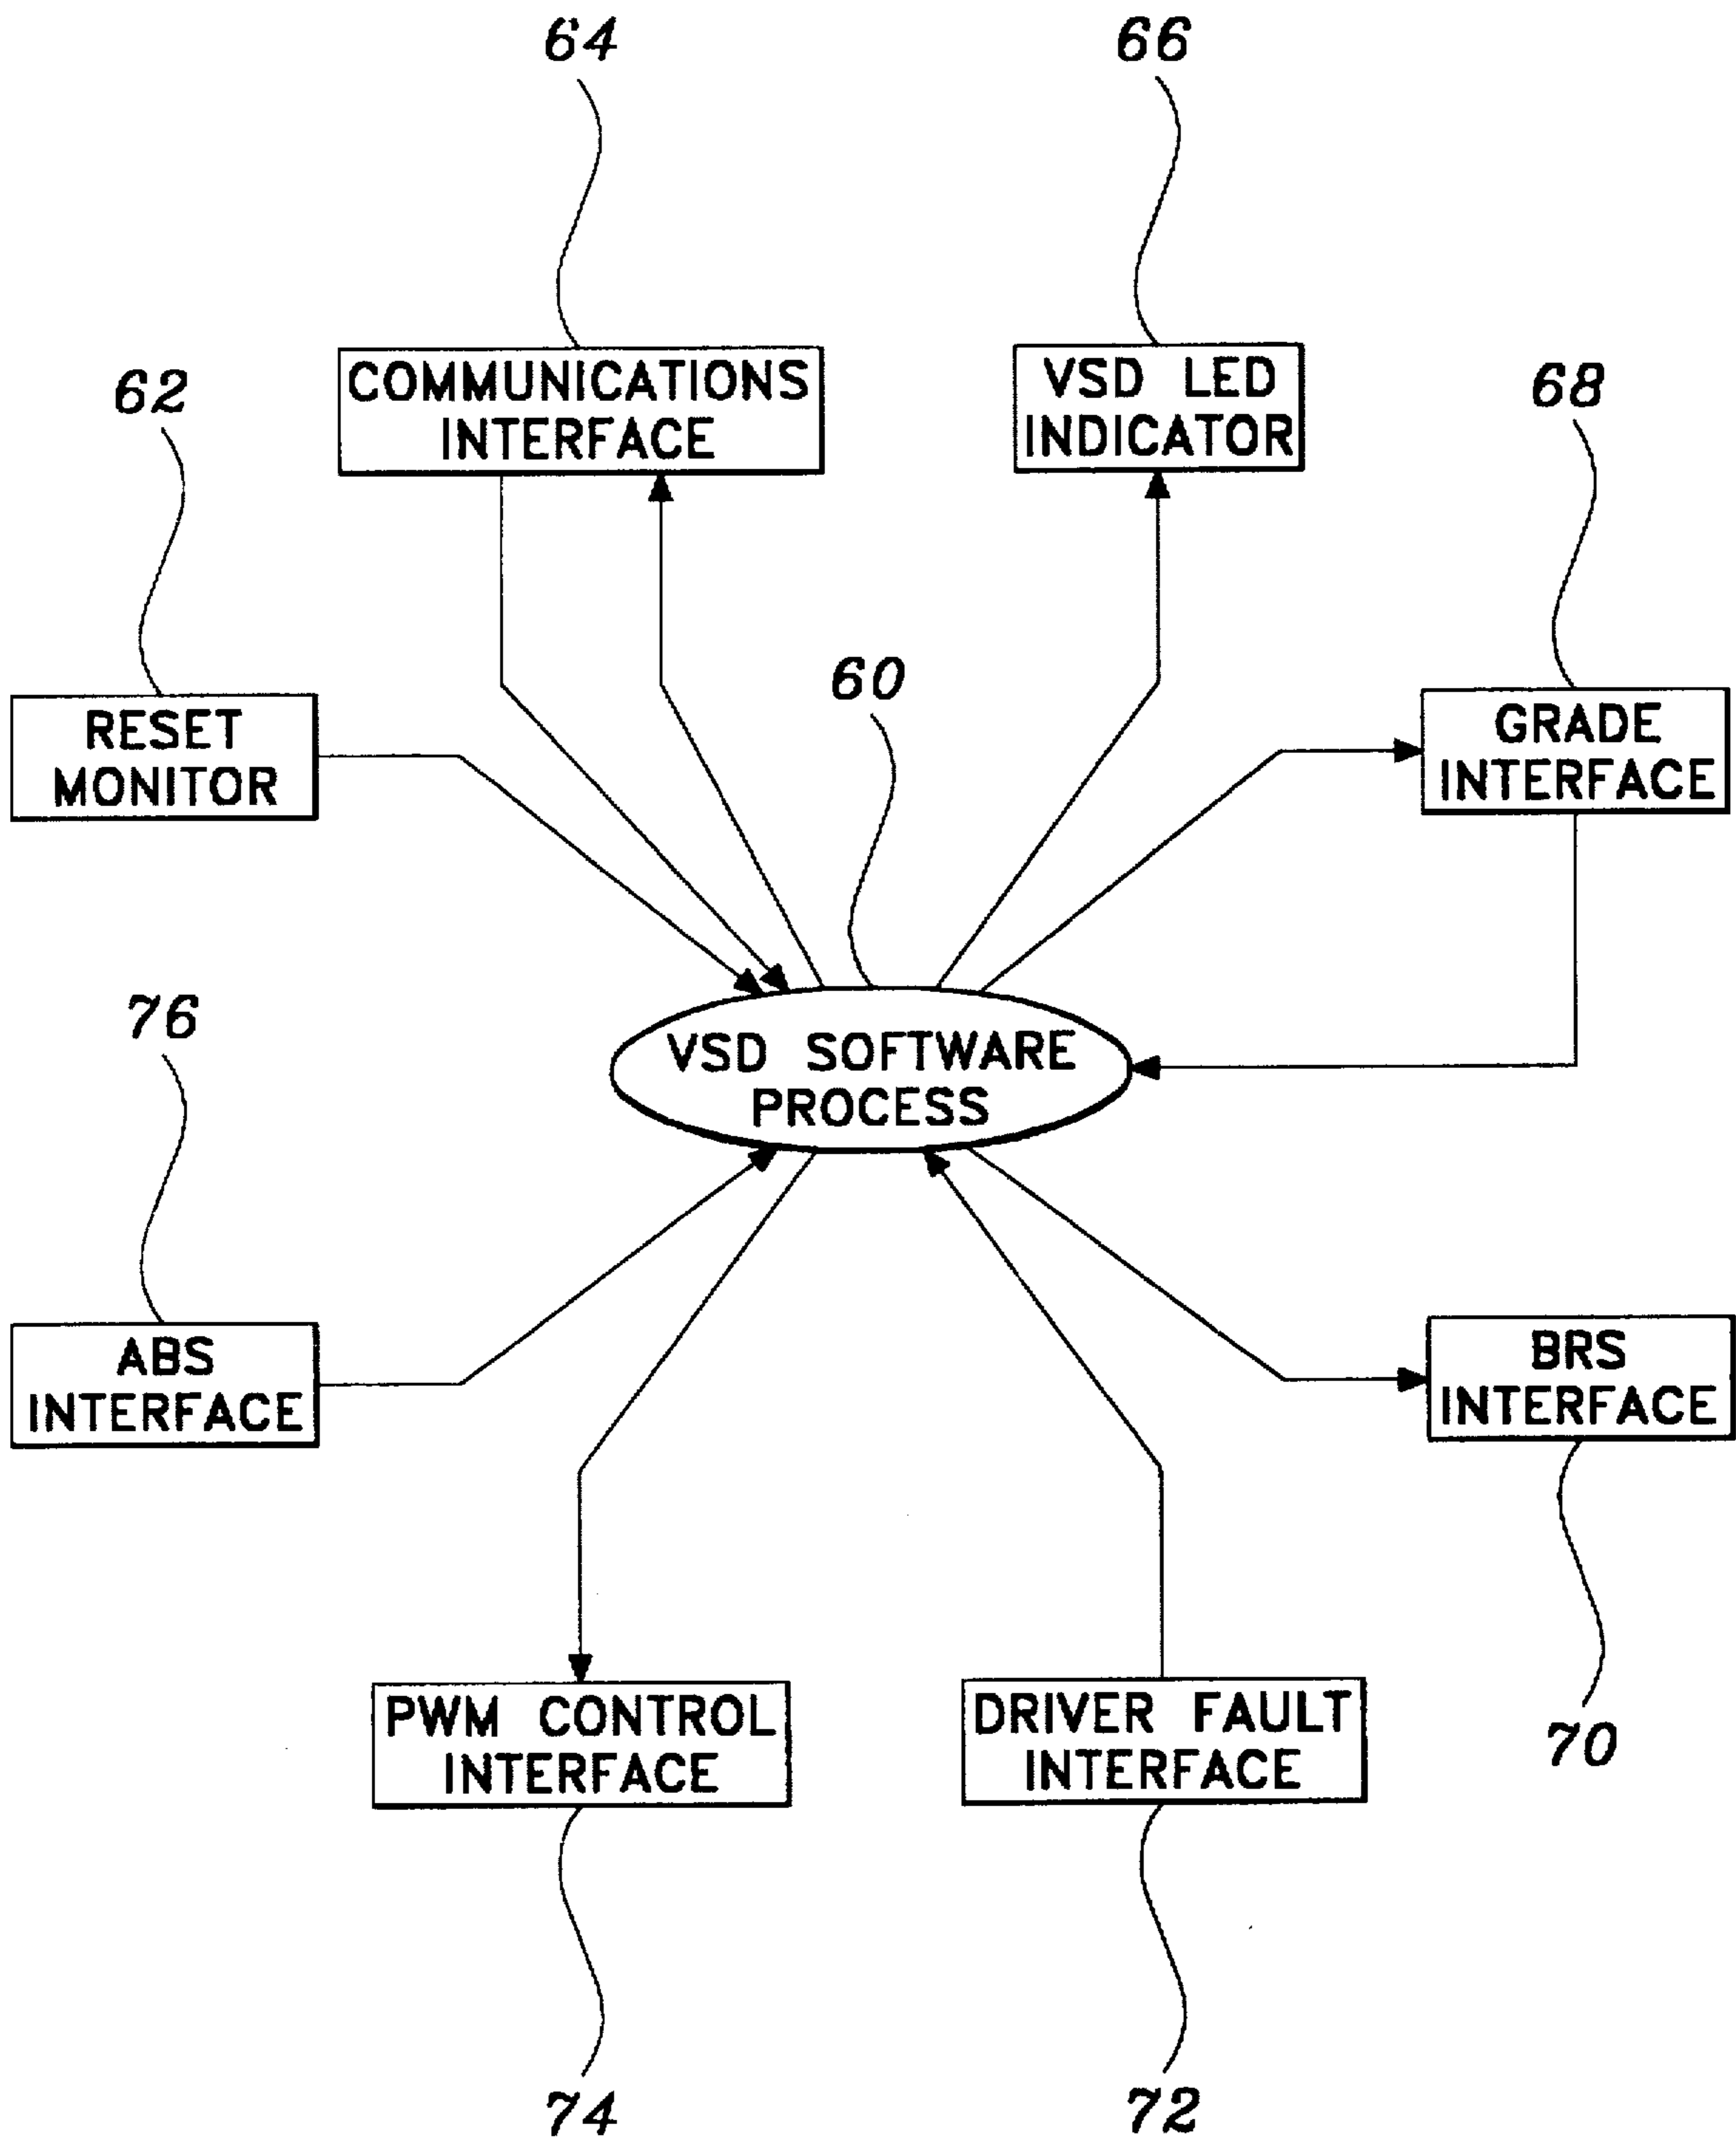 64
66
COMMUNICATIONS
INTERFACE
VSD LED
INDICATOR
62
68
RESET
MONITOR
60
GRADE
INTERFACE
76
VSD SOFTWARE
PROCESS
ABS
INTERFACE
BRS
INTERFACE
PWM CONTROL
INTERFACE
DRIVER FAULT
INTERFACE
70
74
72